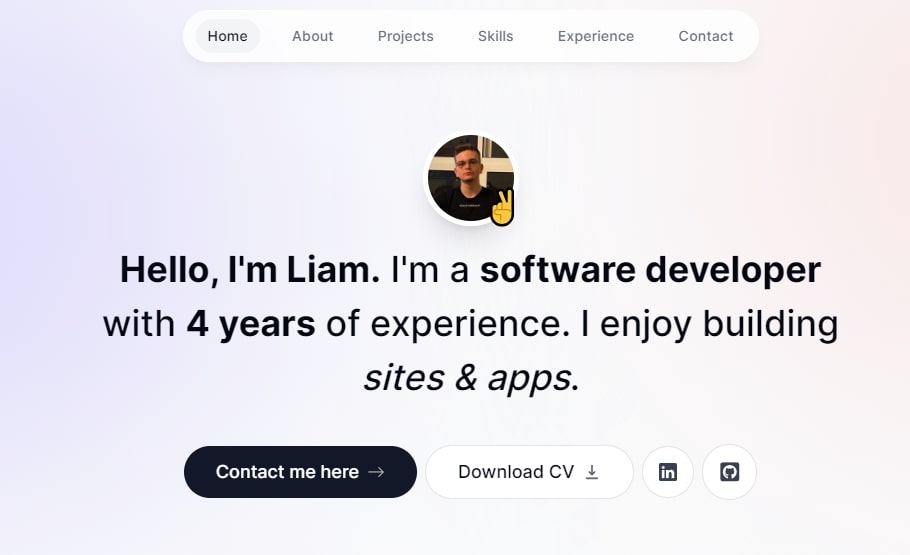 Home About Projects Skills Experience Contact
Hello, I'm Liam. I'm a software developer
with 4 years of experience. I enjoy building
sites & apps.
Contact me here → Download CV in